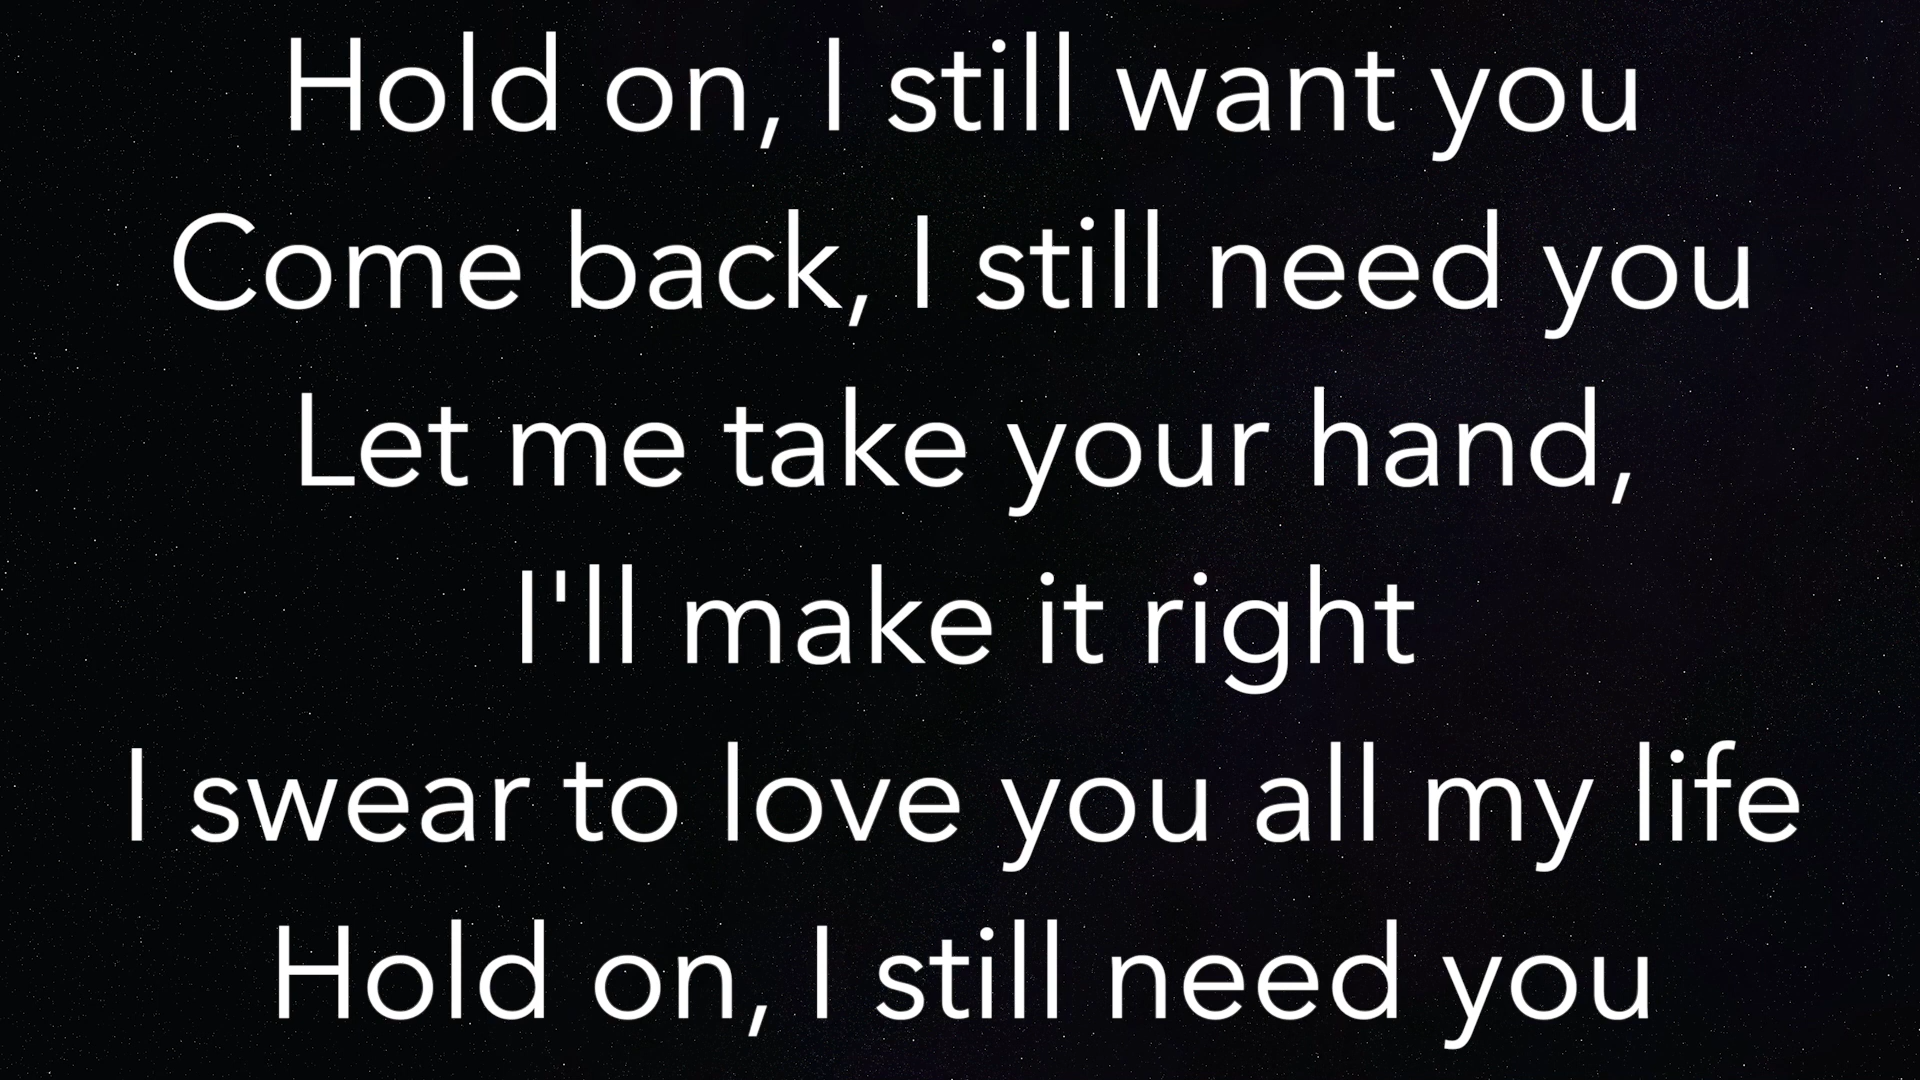 Hold on, I still want you
Come back, I still need you
Let me take your hand,
I'll make it right
I swear to love you all my life
Hold on, I still need you